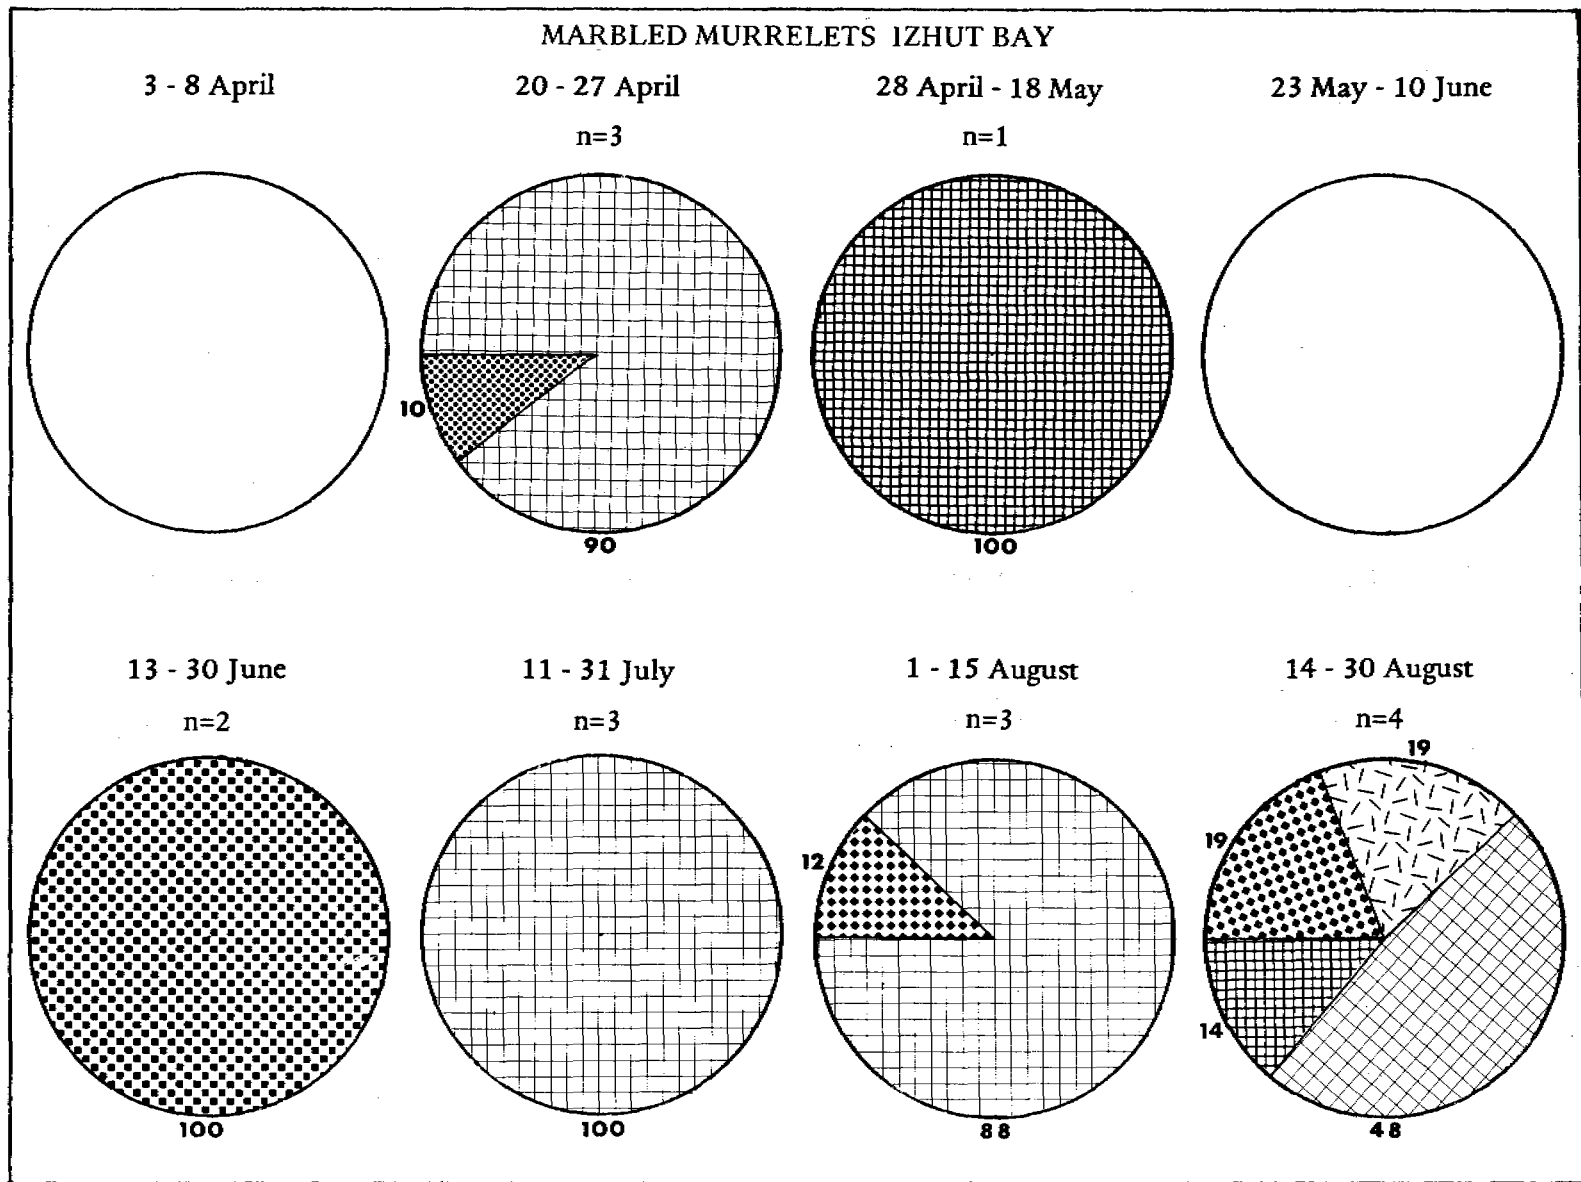 MARBLED MURRELETS IZHUT BAY
3 - 8 April
20 - 27 April
28 April - 18 May
23 May - 10 June
n=3
n=1
10
90
100
13 - 30 June
11 - 31 July
1 - 15 August
14 - 30 August
n=2
n=3
n=3
n=4
19
19
12
14
100
100
88
48